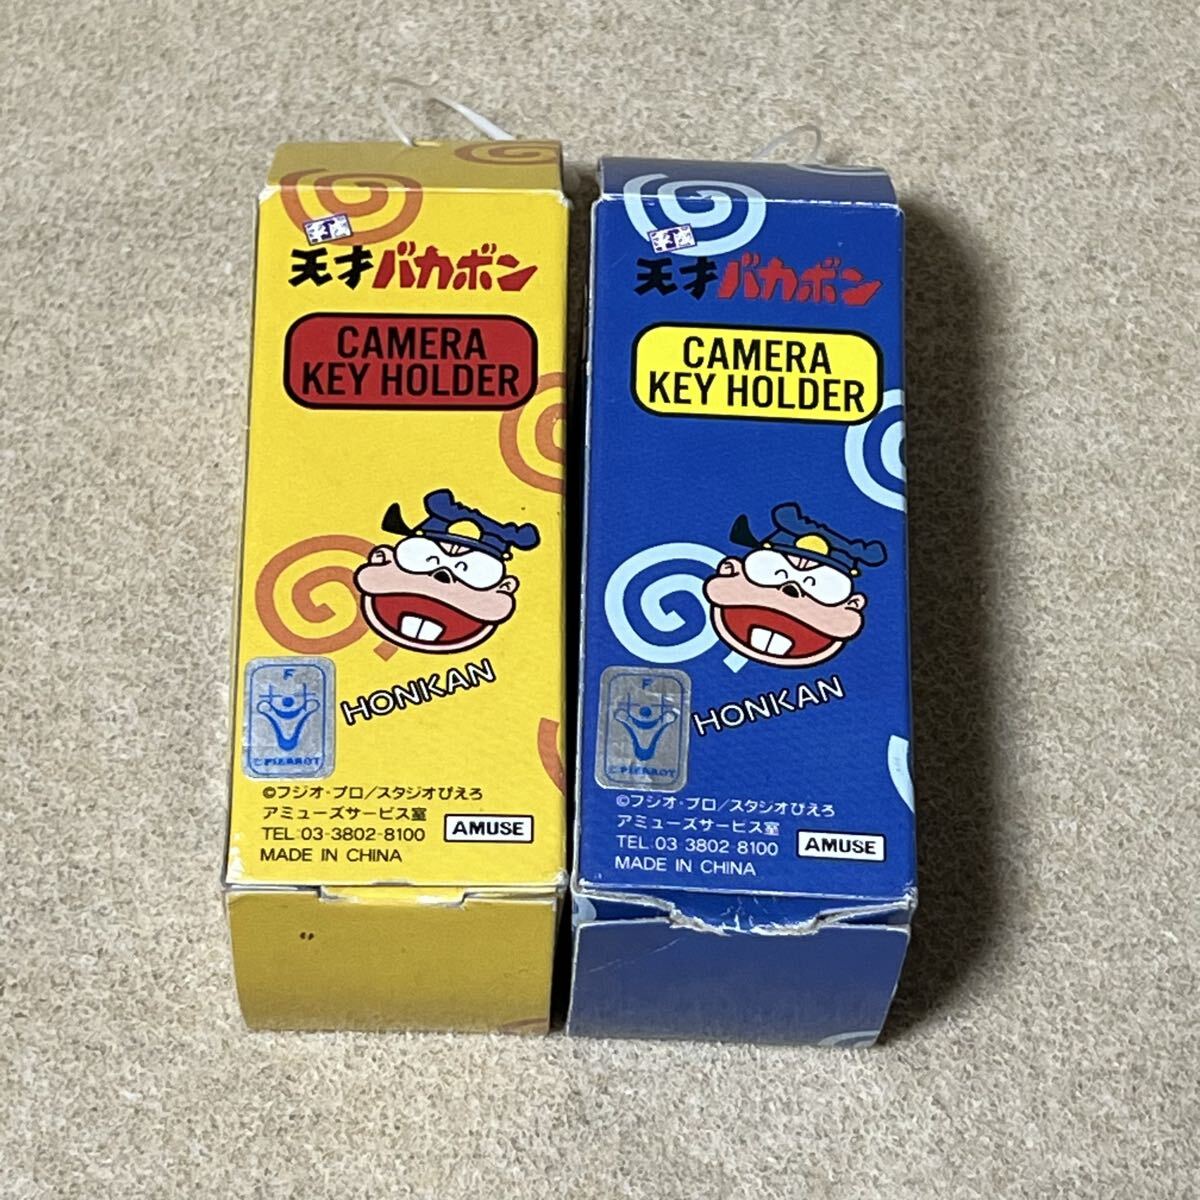 平成
天才バカボン
CAMERA
KEY HOLDER
HONKAN
F
© PIERROT
©フジオ・プロ/スタジオぴえろ
アミューズサービス室
TEL 03-3802-8100
MADE IN CHINA
AMUSE
平成
天才バカボン
CAMERA
KEY HOLDER
HONKAN
F
© PIERROT
©フジオ・プロ/スタジオぴえろ
アミューズサービス室
TEL 03-3802-8100
MADE IN CHINA
AMUSE